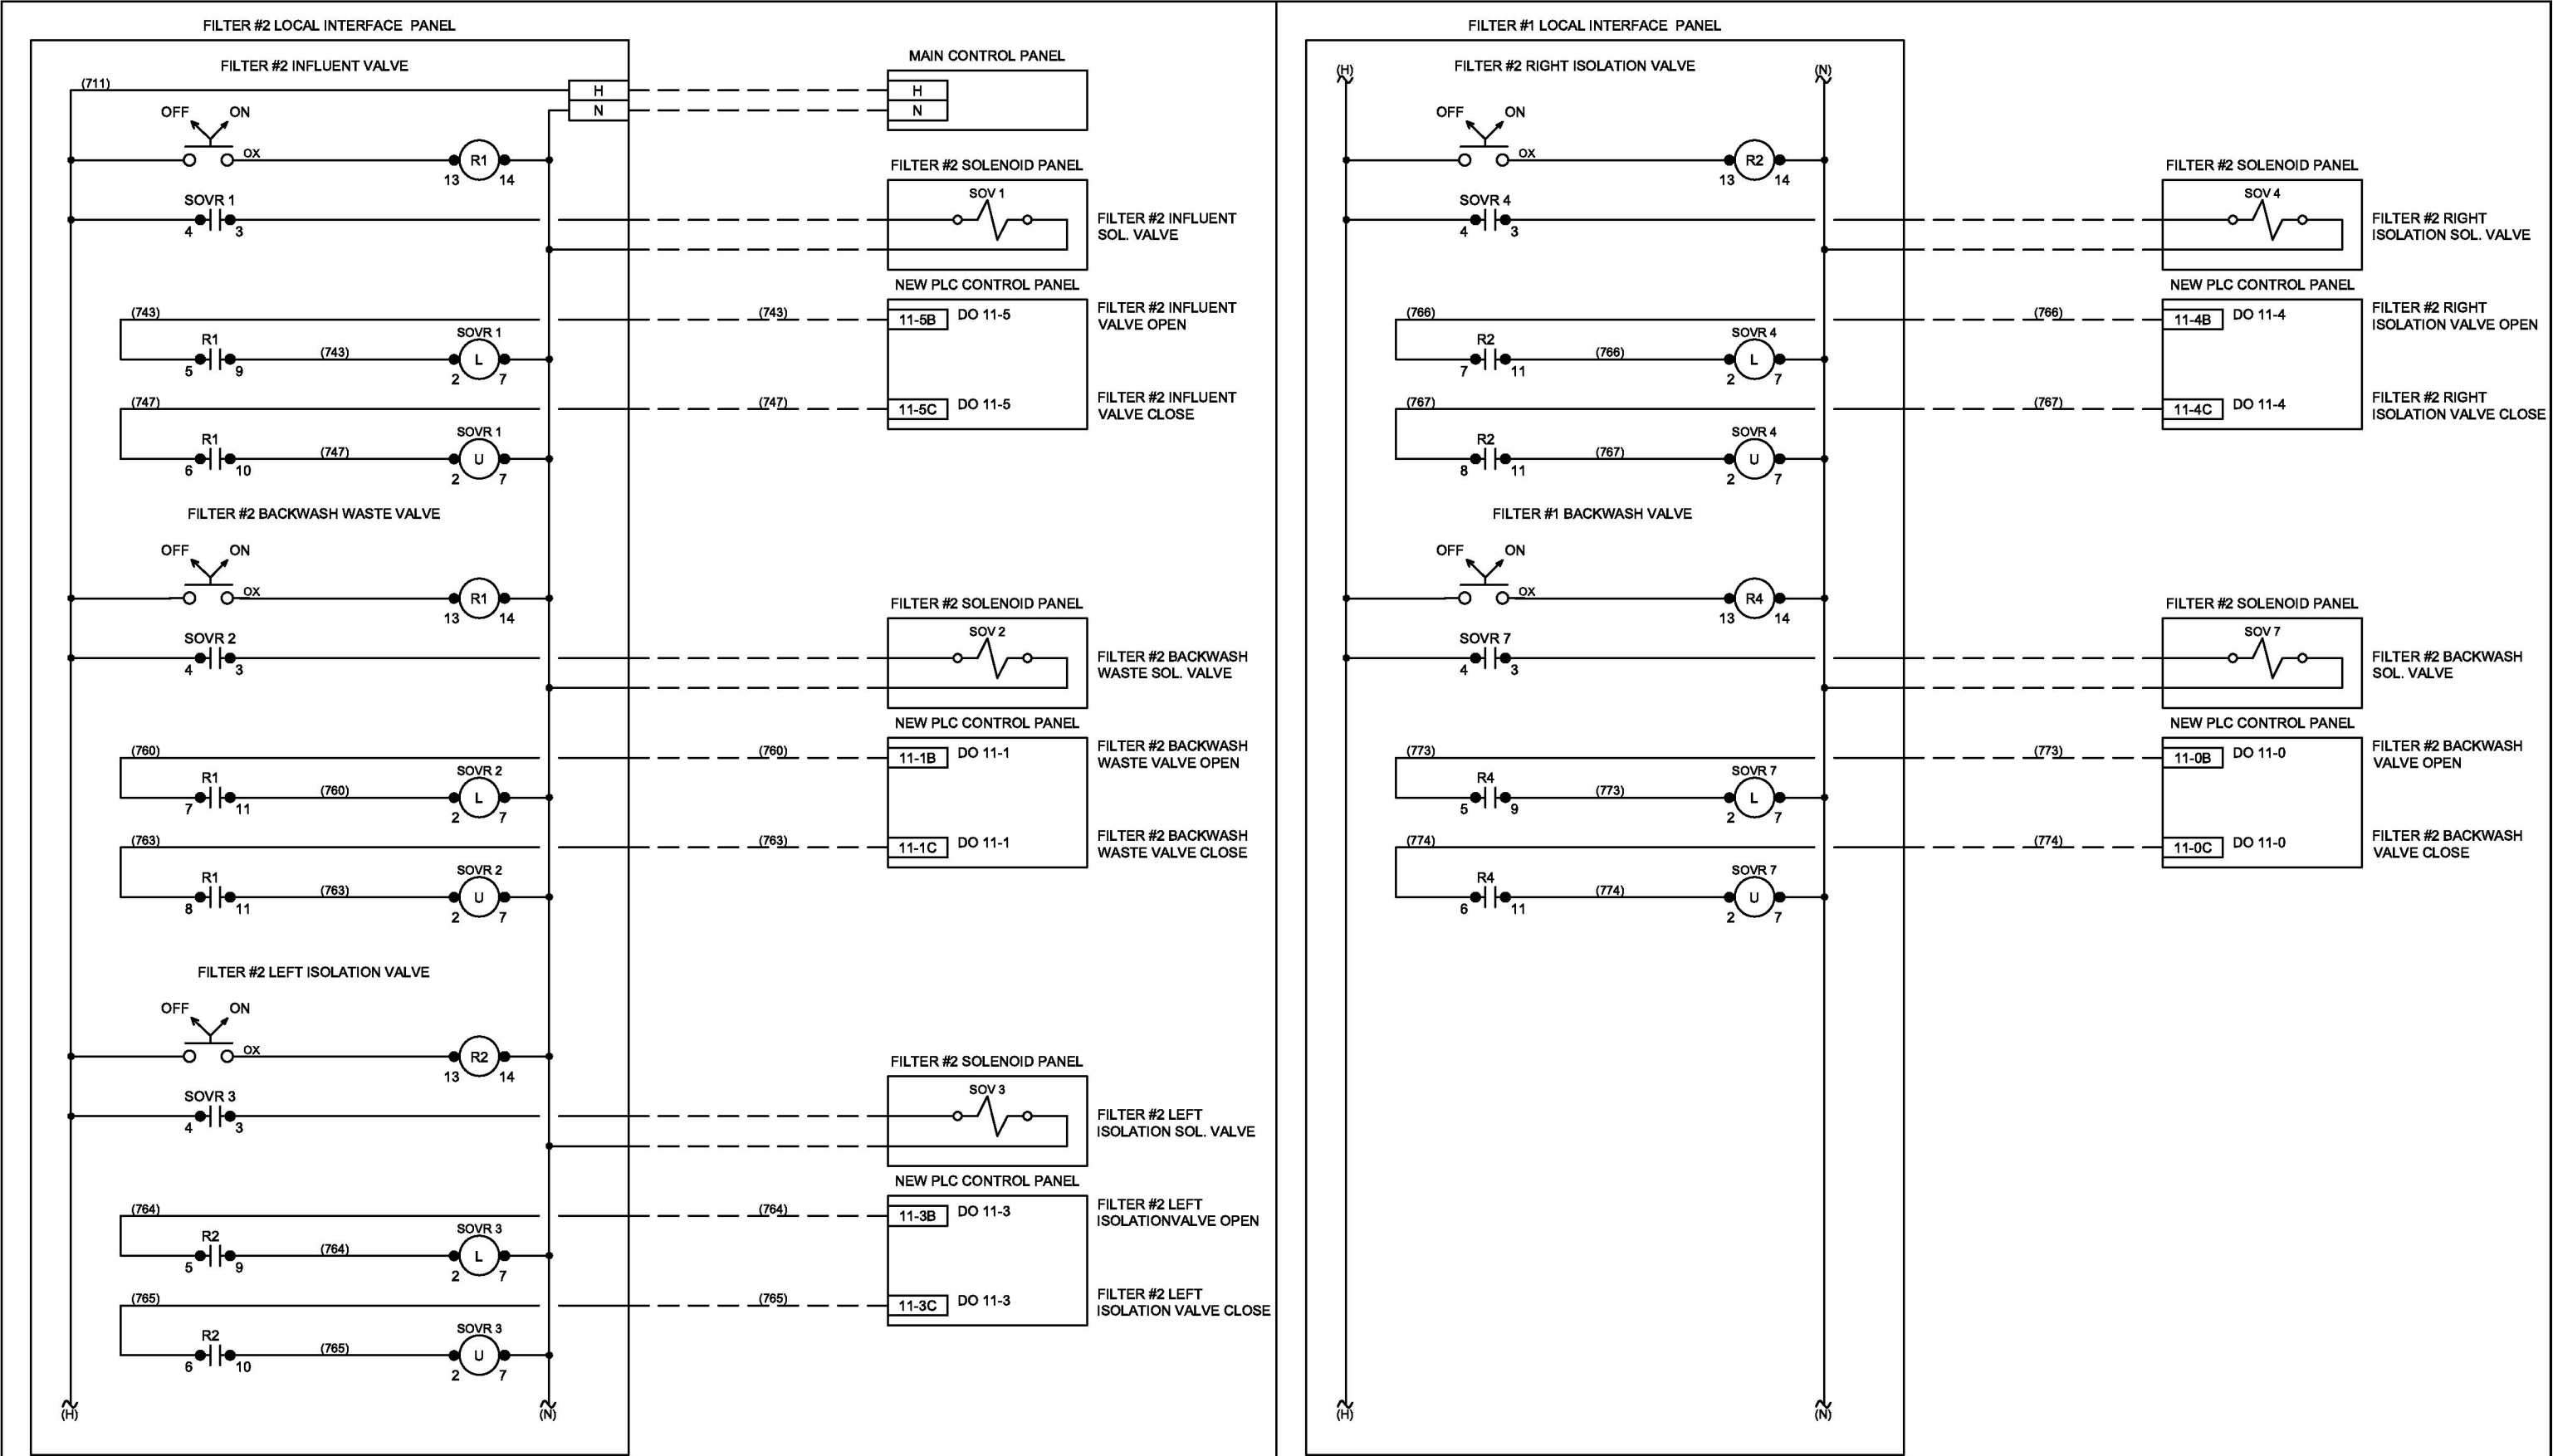 FILTER #2 LOCAL INTERFACE PANEL
FILTER #2 INFLUENT VALVE
MAIN CONTROL PANEL
(711)
H
H
N
N
OFF
ON
OX
R1
13
14
FILTER #2 SOLENOID PANEL
SOVR 1
4
3
SOV 1
FILTER #2 INFLUENT
SOL. VALVE
NEW PLC CONTROL PANEL
(743)
(743)
11-5B
DO 11-5
FILTER #2 INFLUENT
VALVE OPEN
R1
5
9
(743)
SOVR 1
L
2
7
(747)
(747)
11-5C
DO 11-5
FILTER #2 INFLUENT
VALVE CLOSE
R1
6
10
(747)
SOVR 1
U
2
7
FILTER #2 BACKWASH WASTE VALVE
OFF
ON
OX
R1
13
14
FILTER #2 SOLENOID PANEL
SOVR 2
4
3
SOV 2
FILTER #2 BACKWASH
WASTE SOL. VALVE
NEW PLC CONTROL PANEL
(760)
(760)
11-1B
DO 11-1
FILTER #2 BACKWASH
WASTE VALVE OPEN
R1
7
11
(760)
SOVR 2
L
2
7
(763)
(763)
11-1C
DO 11-1
FILTER #2 BACKWASH
WASTE VALVE CLOSE
R1
8
11
(763)
SOVR 2
U
2
7
FILTER #2 LEFT ISOLATION VALVE
OFF
ON
OX
R2
13
14
FILTER #2 SOLENOID PANEL
SOVR 3
4
3
SOV 3
FILTER #2 LEFT
ISOLATION SOL. VALVE
NEW PLC CONTROL PANEL
(764)
(764)
11-3B
DO 11-3
FILTER #2 LEFT
ISOLATIONVALVE OPEN
R2
5
9
(764)
SOVR 3
L
2
7
(765)
(765)
11-3C
DO 11-3
FILTER #2 LEFT
ISOLATION VALVE CLOSE
R2
6
10
(765)
SOVR 3
U
2
7
(H)
(N)
FILTER #1 LOCAL INTERFACE PANEL
(H)
FILTER #2 RIGHT ISOLATION VALVE
(N)
OFF
ON
OX
R2
13
14
FILTER #2 SOLENOID PANEL
SOVR 4
4
3
SOV 4
FILTER #2 RIGHT
ISOLATION SOL. VALVE
NEW PLC CONTROL PANEL
(766)
(766)
11-4B
DO 11-4
FILTER #2 RIGHT
ISOLATION VALVE OPEN
R2
7
11
(766)
SOVR 4
L
2
7
(767)
(767)
11-4C
DO 11-4
FILTER #2 RIGHT
ISOLATION VALVE CLOSE
R2
8
11
(767)
SOVR 4
U
2
7
FILTER #1 BACKWASH VALVE
OFF
ON
OX
R4
13
14
FILTER #2 SOLENOID PANEL
SOVR 7
4
3
SOV 7
FILTER #2 BACKWASH
SOL. VALVE
NEW PLC CONTROL PANEL
(773)
(773)
11-0B
DO 11-0
FILTER #2 BACKWASH
VALVE OPEN
R4
5
9
(773)
SOVR 7
L
2
7
(774)
(774)
11-0C
DO 11-0
FILTER #2 BACKWASH
VALVE CLOSE
R4
6
11
(774)
SOVR 7
U
2
7
(H)
(N)